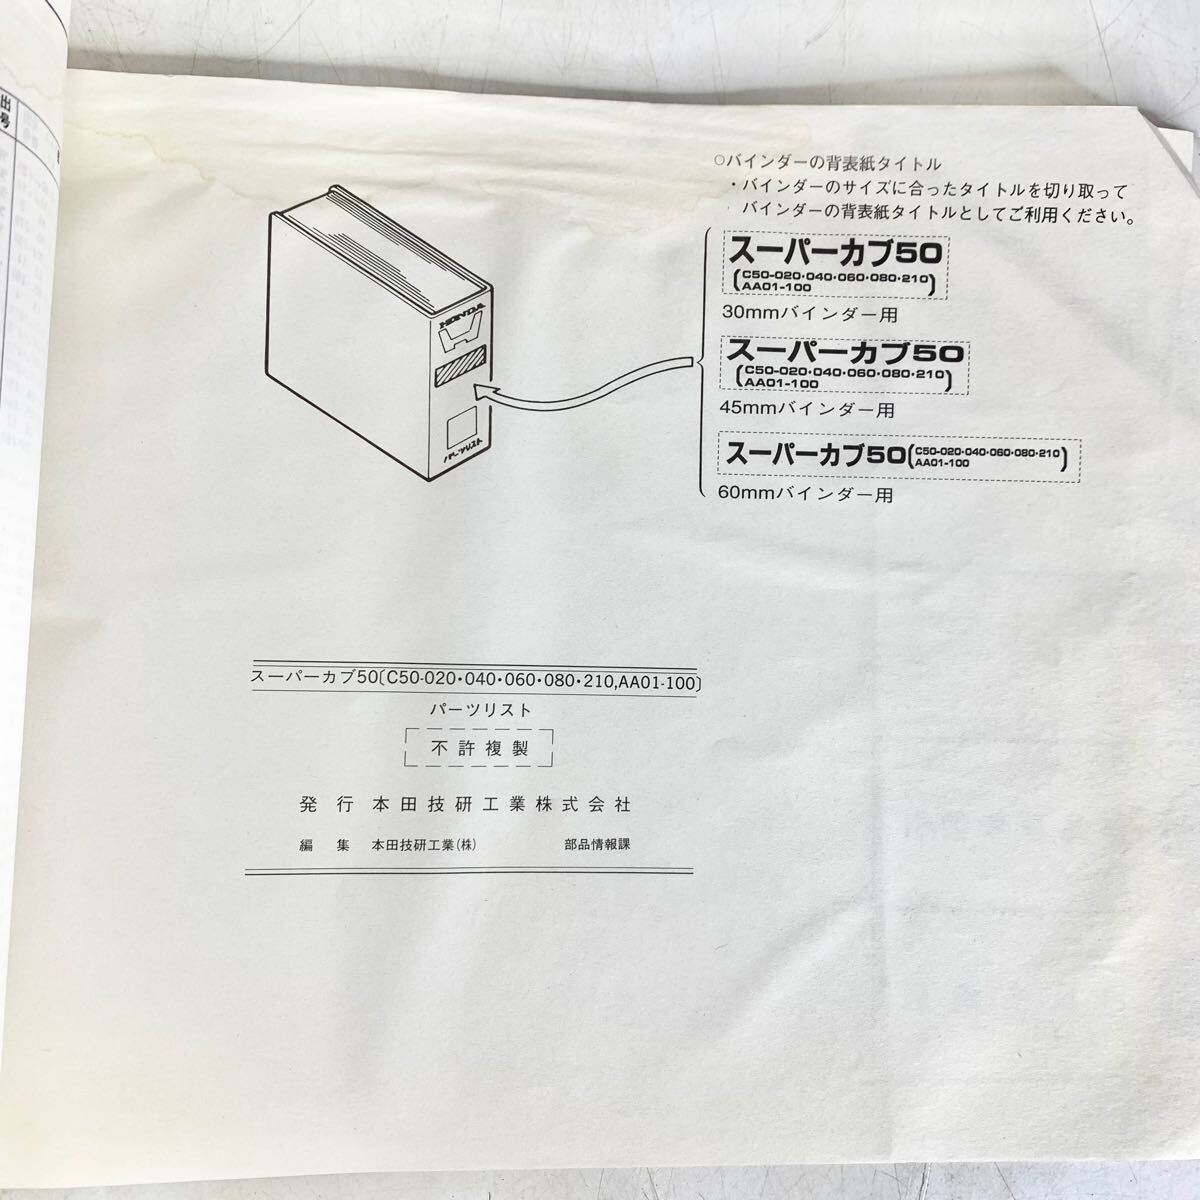 出
号
○バインダーの背表紙タイトル
・バインダーのサイズに合ったタイトルを切り取って
バインダーの背表紙タイトルとしてご利用ください。
スーパーカブ50
(C50-020・040・060・080・210
AA01-100)
30mmバインダー用
スーパーカブ50
(C50-020・040・060・080・210
AA01-100)
45mmバインダー用
スーパーカブ50(C50-020・040・060・080・210
AA01-100)
60mmバインダー用
HONDA
パーツリスト
スーパーカブ50〔C50-020・040・060・080・210,AA01-100〕
パーツリスト
不許複製
発行 本田技研工業株式会社
編集 本田技研工業(株) 部品情報課